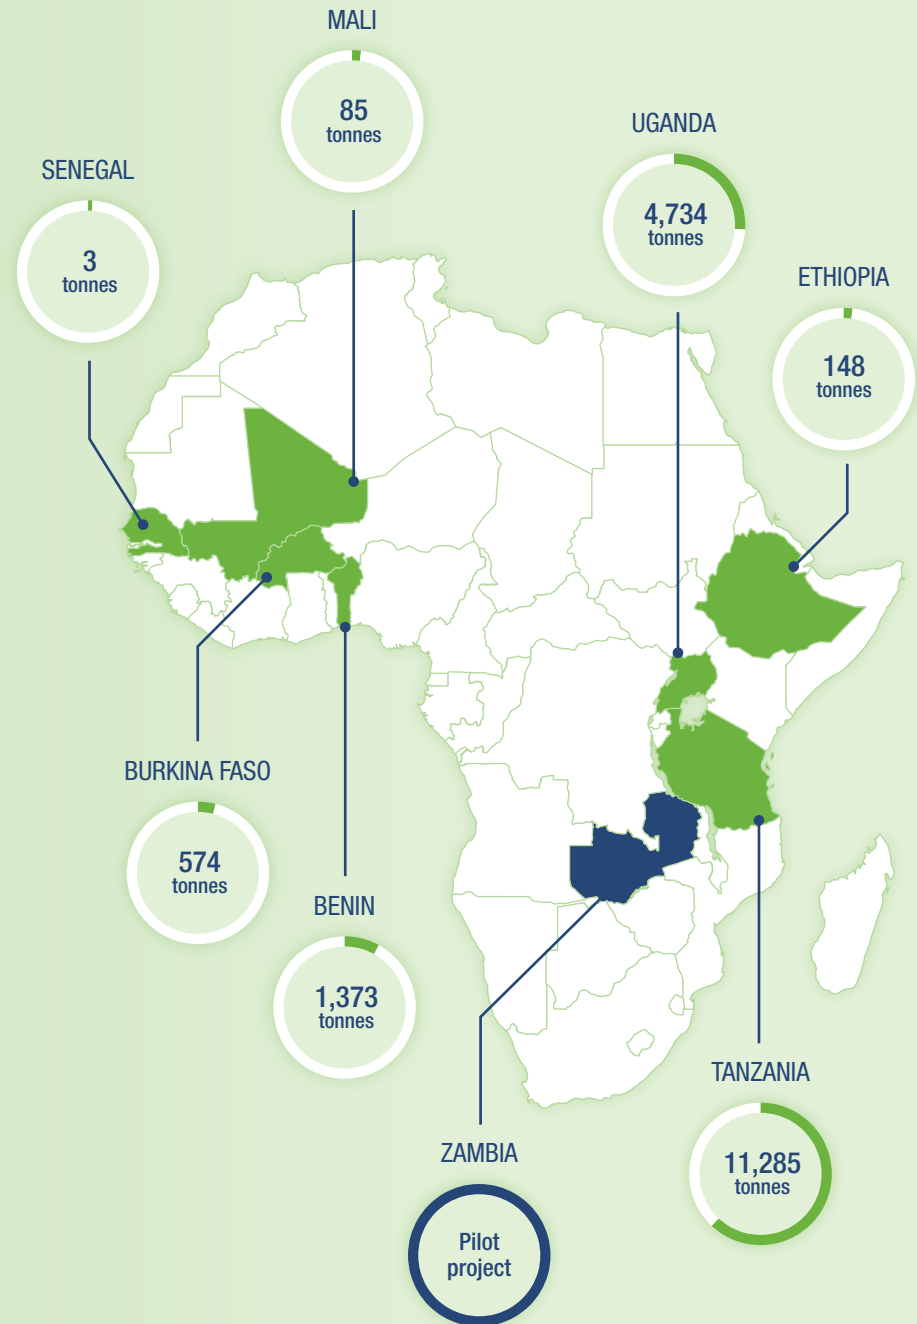 MALI
85
tonnes
UGANDA
4,734
tonnes
SENEGAL
3
tonnes
ETHIOPIA
148
tonnes
BURKINA FASO
574
tonnes
BENIN
1,373
tonnes
TANZANIA
11,285
tonnes
ZAMBIA
Pilot
project